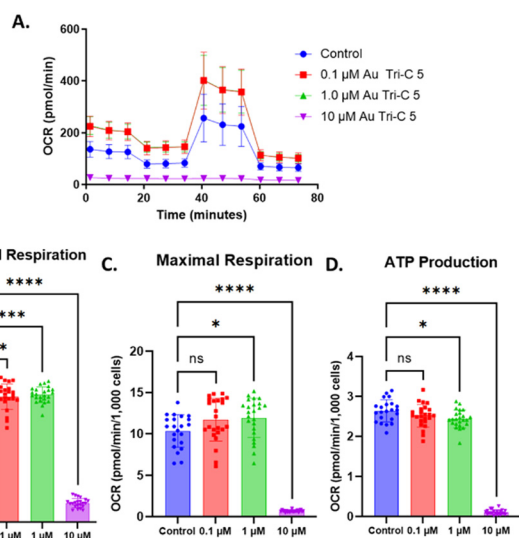 A.
600
400
200
0
OCR (pmol/min)
0 20 40 60 80
Time (minutes)
Control
0.1 µM Au Tri-C 5
1.0 µM Au Tri-C 5
10 µM Au Tri-C 5
Respiration
****
***
*
1 µM 10 µM
C.
Maximal Respiration
****
*
ns
20
15
10
5
0
OCR (pmol/min/1,000 cells)
Control 0.1 µM 1 µM 10 µM
D.
ATP Production
****
*
ns
4
3
2
1
0
OCR (pmol/min/1,000 cells)
Control 0.1 µM 1 µM 10 µM